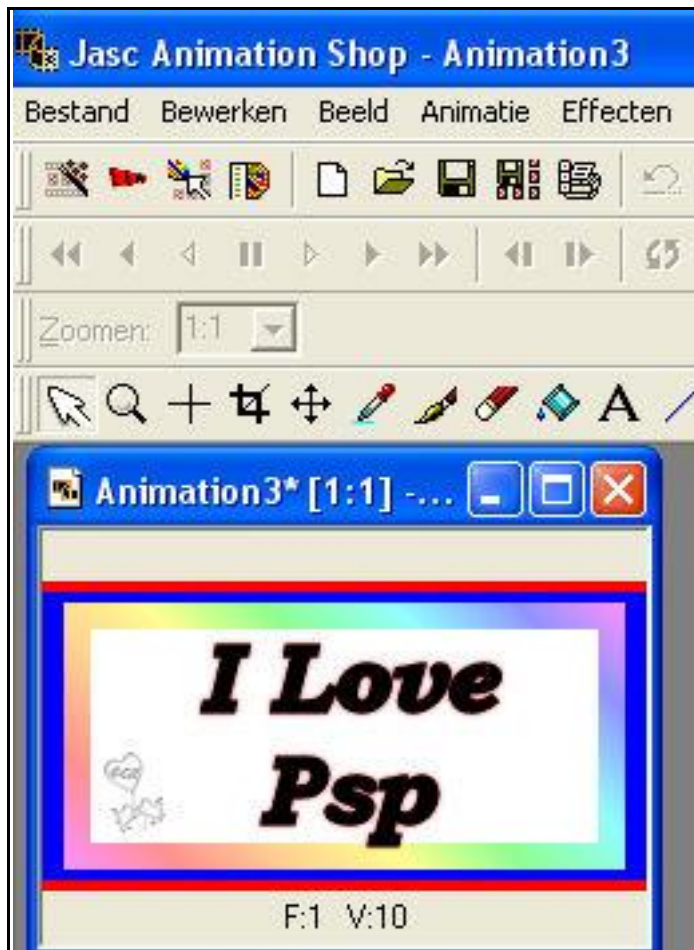 Jasc Animation Shop - Animation3
Bestand Bewerken Beeld Animatie Effecten
Zoomen: 1:1
Animation3* [1:1] -...
I Love
Psp
F:1 V:10